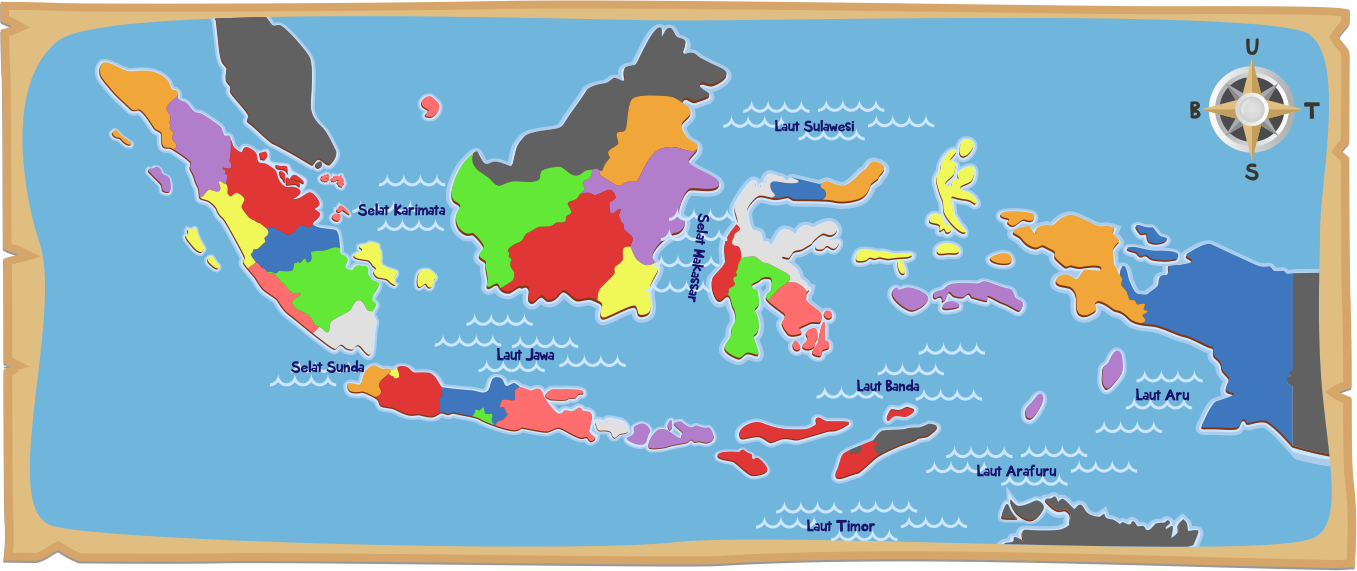 U
B
T
S
Laut Sulawesi
Selat Karimata
Selat Makassar
Laut Jawa
Selat Sunda
Laut Banda
Laut Aru
Laut Arafuru
Laut Timor